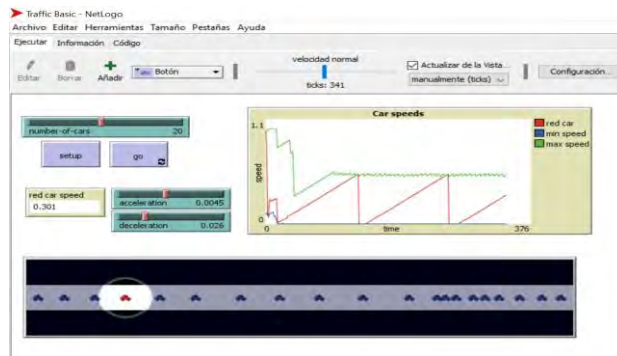 Traffic Basic - NetLogo
Archivo Editar Herramientas Tamaño Pestañas Ayuda
Ejecutar Información Código
Editar Borrar Añadir Botón
velocidad normal
ticks: 341
Actualizar de la Vista...
manualmente (ticks)
Configuración...
number-of-cars 20
setup go
red car speed
0.301
acceleration 0.0045
deceleration 0.026
Car speeds
1.1
speed
0
0 time 376
red car
min speed
max speed